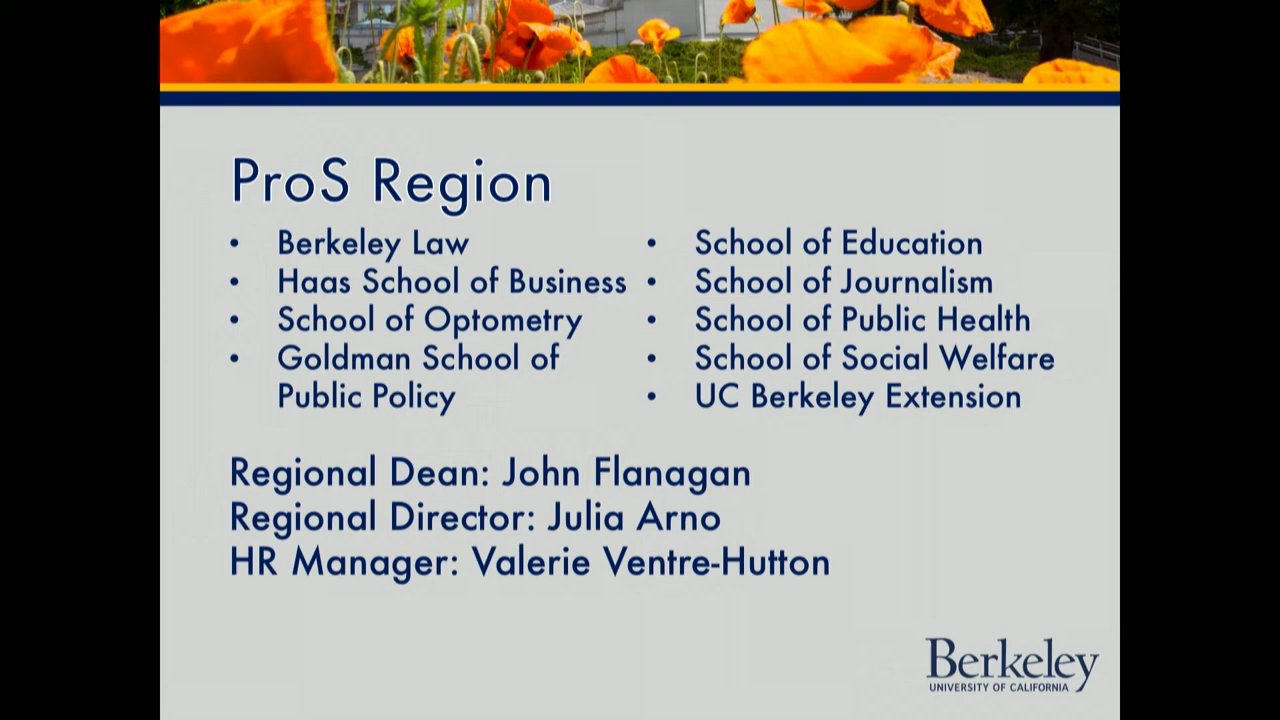 ProS Region
• Berkeley Law
• Haas School of Business
• School of Optometry
• Goldman School of
Public Policy
• School of Education
• School of Journalism
• School of Public Health
• School of Social Welfare
• UC Berkeley Extension
Regional Dean: John Flanagan
Regional Director: Julia Arno
HR Manager: Valerie Ventre-Hutton
Berkeley
UNIVERSITY OF CALIFORNIA